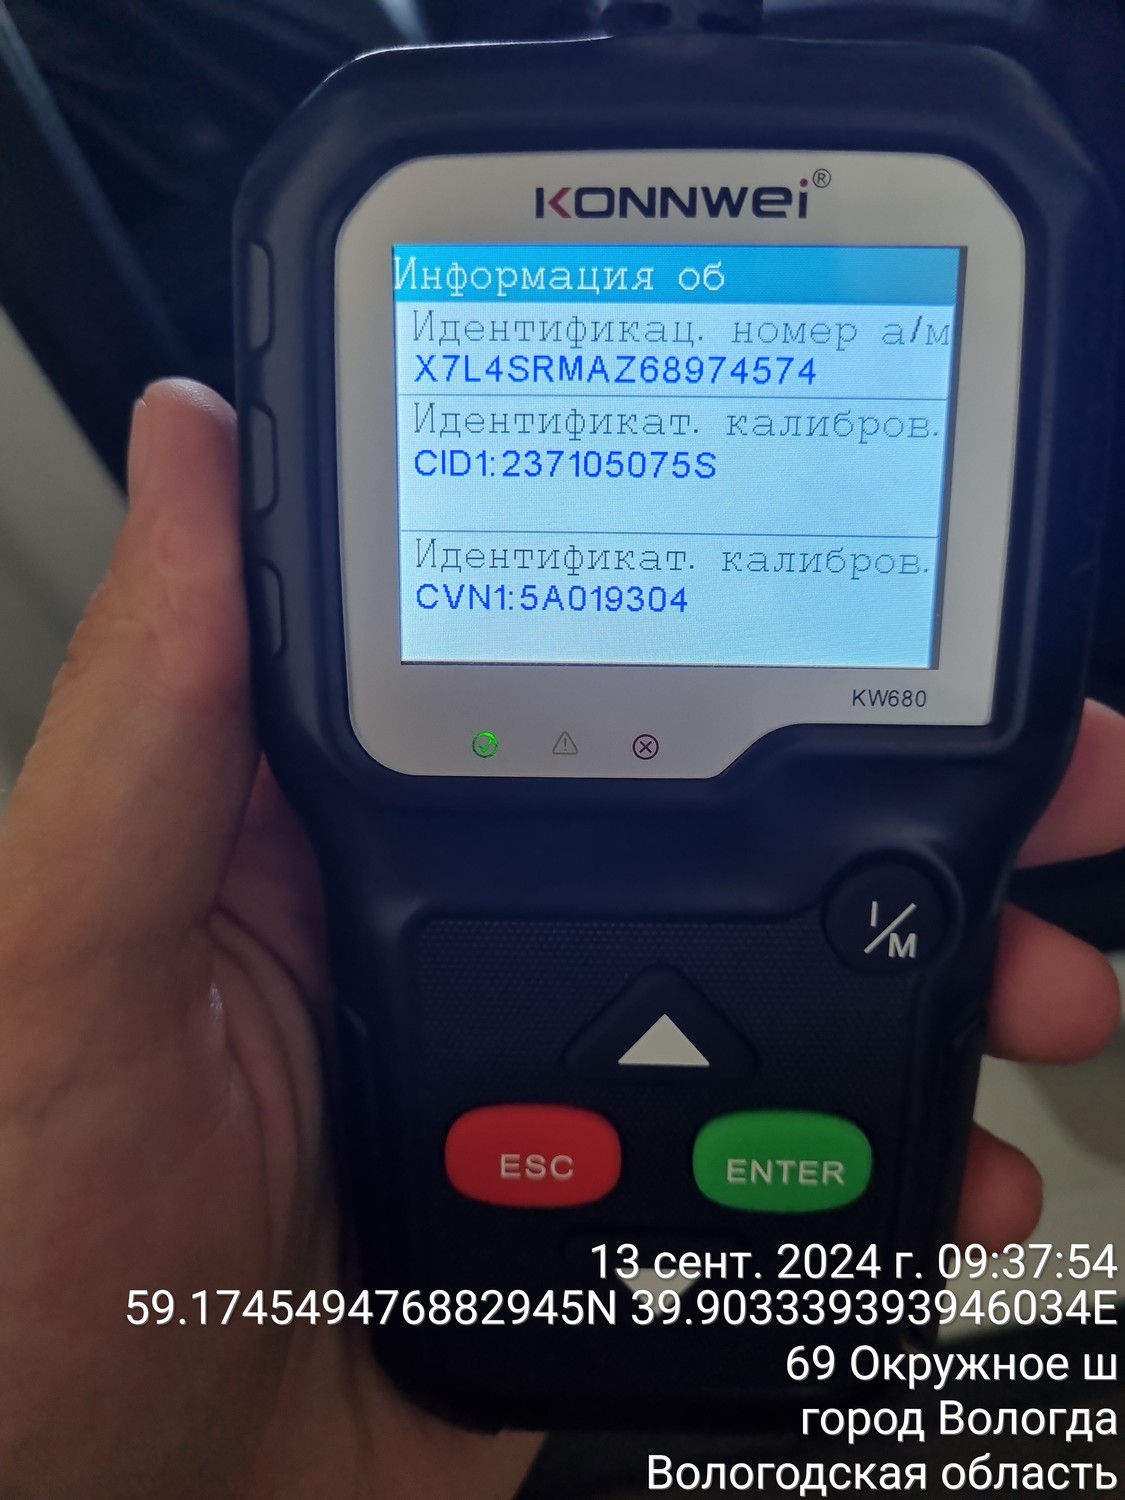 KONNWEI®
Информация об
Идентификац. номер а/м
X7L4SRMAZ68974574
Идентификат. калибров.
CID1:237105075S
Идентификат. калибров.
CVN1:5A019304
KW680
I/M
ESC
ENTER
13 сент. 2024 г. 09:37:54
59.174549476882945N 39.903339393946034E
69 Окружное ш
город Вологда
Вологодская область